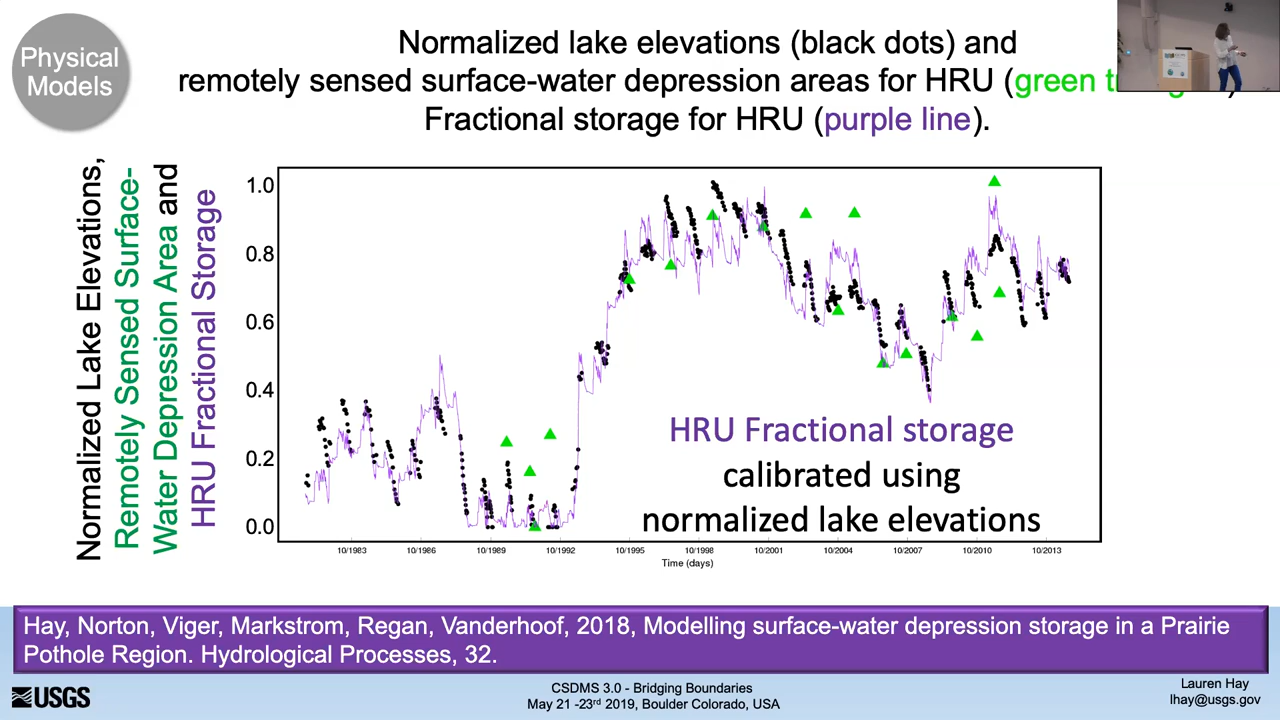 Physical
Models
Normalized lake elevations (black dots) and
remotely sensed surface-water depression areas for HRU (green
Fractional storage for HRU (purple line).
Normalized Lake Elevations,
Remotely Sensed Surface-
Water Depression Area and
HRU Fractional Storage
1.0
0.8
0.6
0.4
0.2
0.0
HRU Fractional storage
calibrated using
normalized lake elevations
10/1983 10/1986 10/1989 10/1992 10/1995 10/1998 10/2001 10/2004 10/2007 10/2010 10/2013
Time (days)
Hay, Norton, Viger, Markstrom, Regan, Vanderhoof, 2018, Modelling surface-water depression storage in a Prairie
Pothole Region. Hydrological Processes, 32.
USGS
CSDMS 3.0 - Bridging Boundaries
May 21 -23rd 2019, Boulder Colorado, USA
Lauren Hay
lhay@usgs.gov